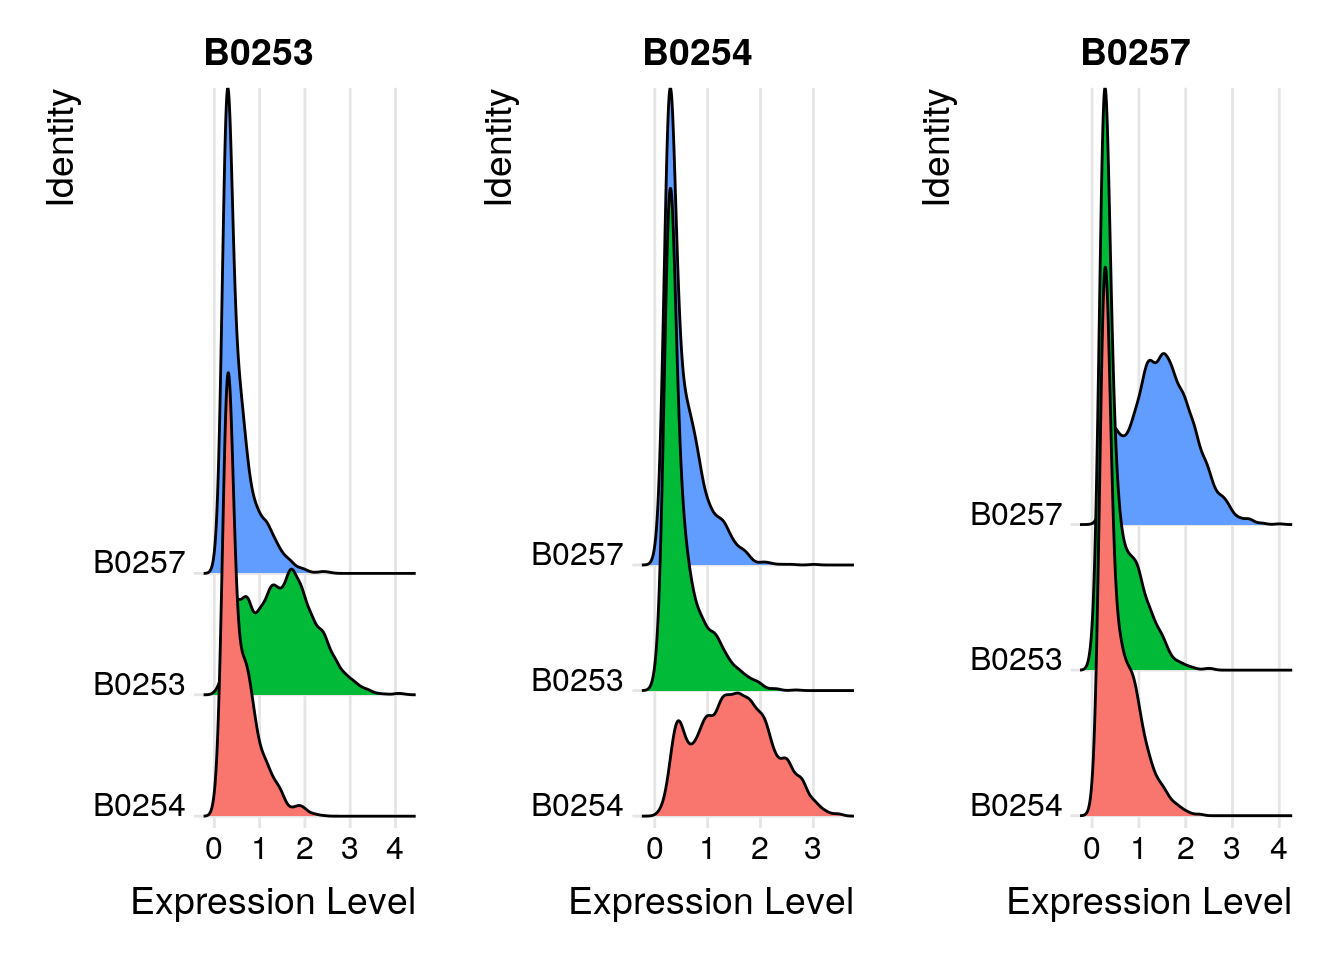 B0253
Identity
B0257
B0253
B0254
0 1 2 3 4
Expression Level
B0254
Identity
B0257
B0253
B0254
0 1 2 3
Expression Level
B0257
Identity
B0257
B0253
B0254
0 1 2 3 4
Expression Level